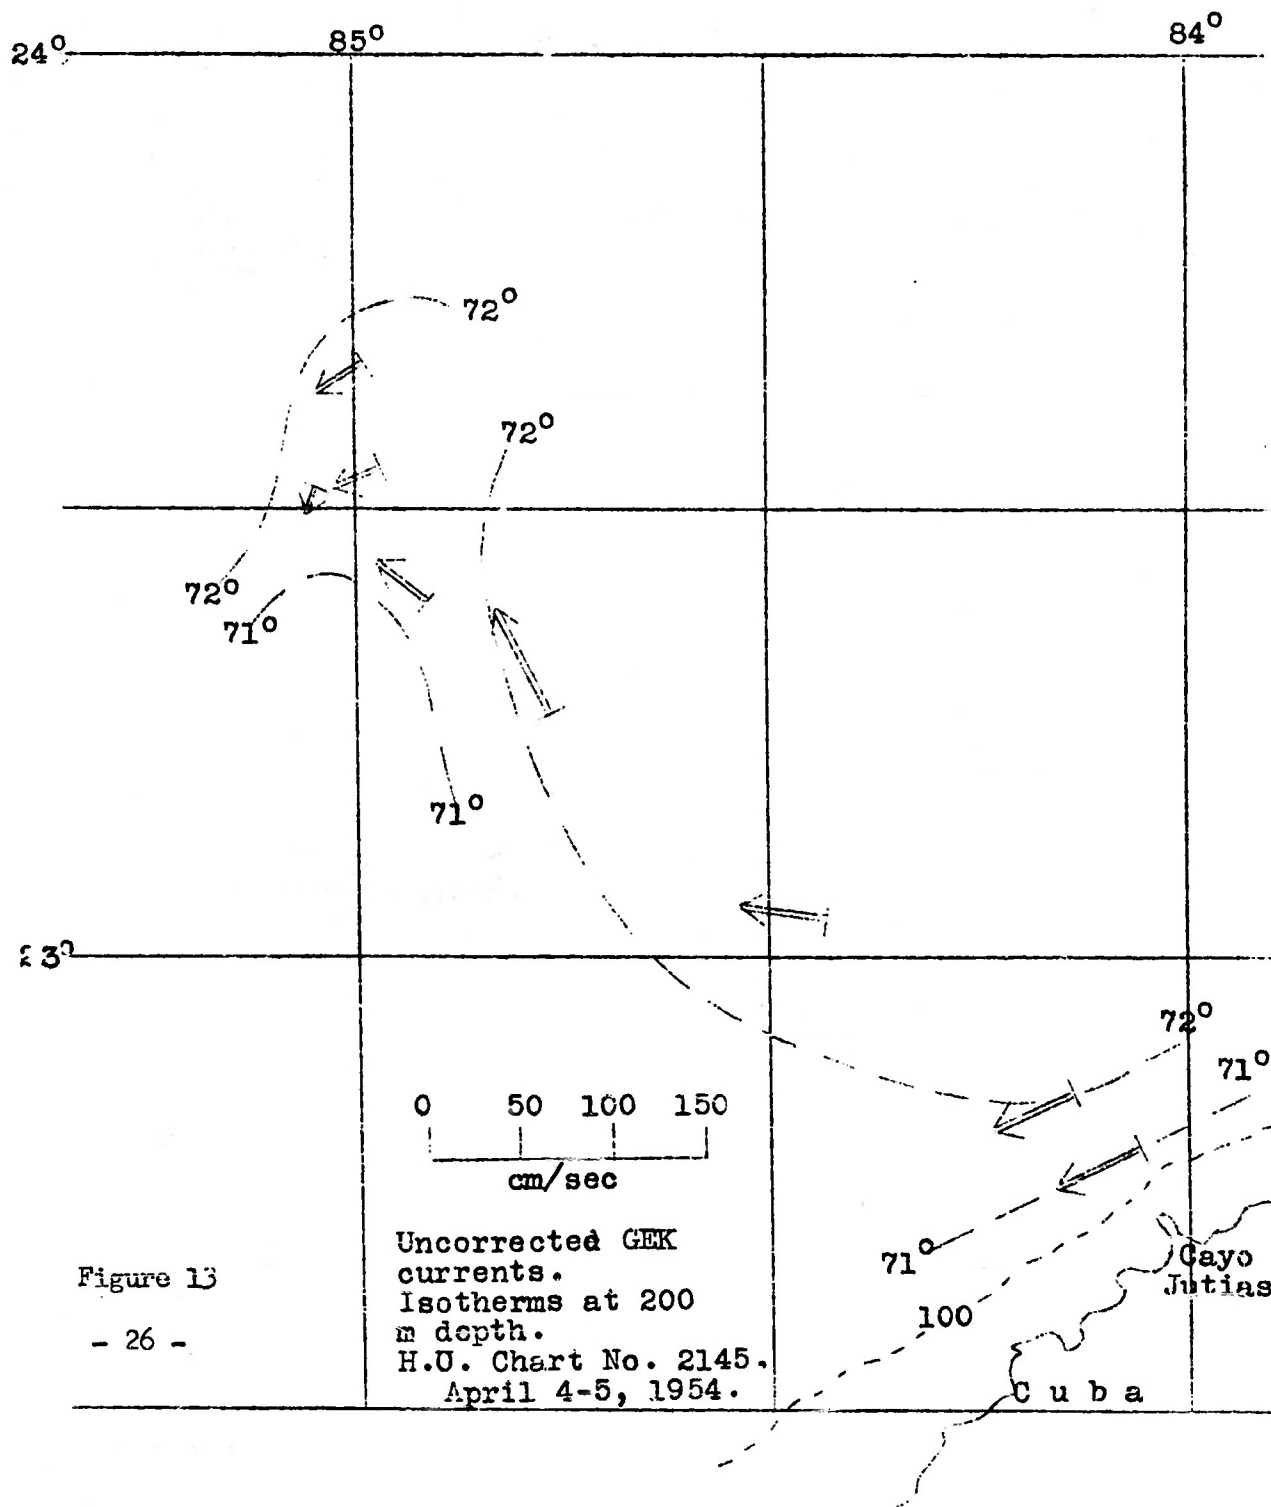 85°
84°
24°
72°
72°
72°
71°
71°
23°
72°
71°
0 50 100 150
cm/sec
Uncorrected GEK
currents.
Isotherms at 200
m depth.
H.O. Chart No. 2145.
April 4-5, 1954.
71°
100
Cayo
Jutias
Cuba
Figure 13
- 26 -